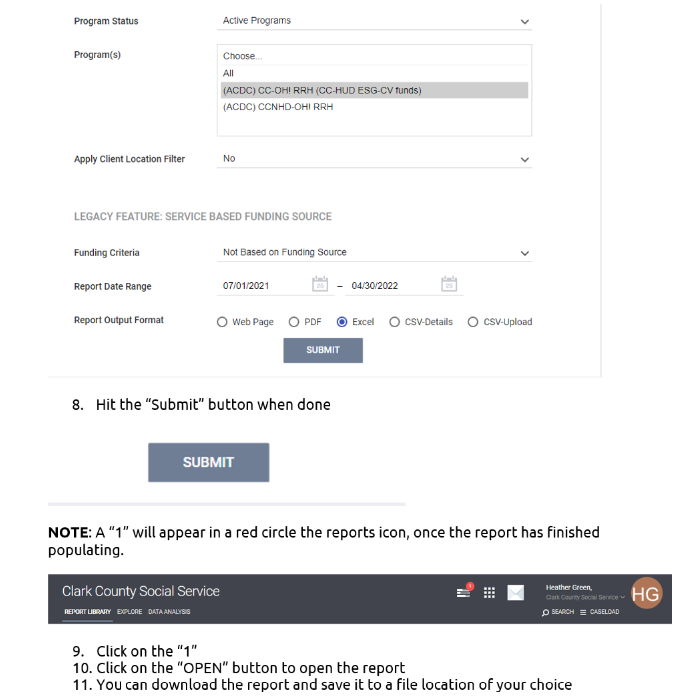 Program Status Active Programs
Program(s)
Choose...
All
(ACDC) CC-OH! RRH (CC-HUD ESG-CV funds)
(ACDC) CCNHD-OH! RRH
Apply Client Location Filter No
LEGACY FEATURE: SERVICE BASED FUNDING SOURCE
Funding Criteria Not Based on Funding Source
Report Date Range 07/01/2021 25 – 04/30/2022 25
Report Output Format Web Page PDF Excel CSV-Details CSV-Upload
SUBMIT
8. Hit the “Submit” button when done
SUBMIT
NOTE: A “1” will appear in a red circle the reports icon, once the report has finished
populating.
Clark County Social Service 1 Heather Green, HG
Clark County Social Service
REPORT LIBRARY EXPLORE DATA ANALYSIS SEARCH CASELOAD
9. Click on the “1”
10. Click on the “OPEN” button to open the report
11. You can download the report and save it to a file location of your choice